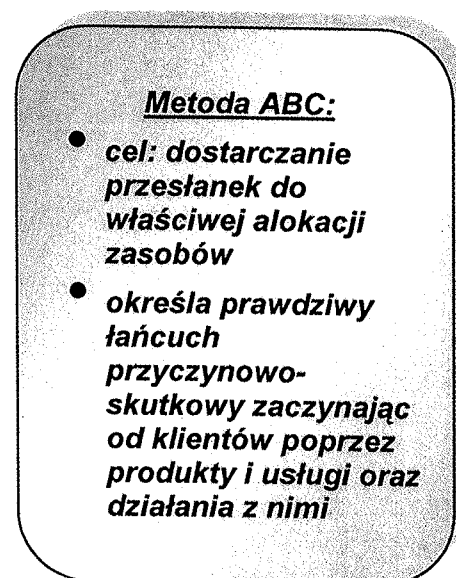 Metoda ABC:
• cel: dostarczanie
przesłanek do
właściwej alokacji
zasobów
• określa prawdziwy
łańcuch
przyczynowo-
skutkowy zaczynając
od klientów poprzez
produkty i usługi oraz
działania z nimi